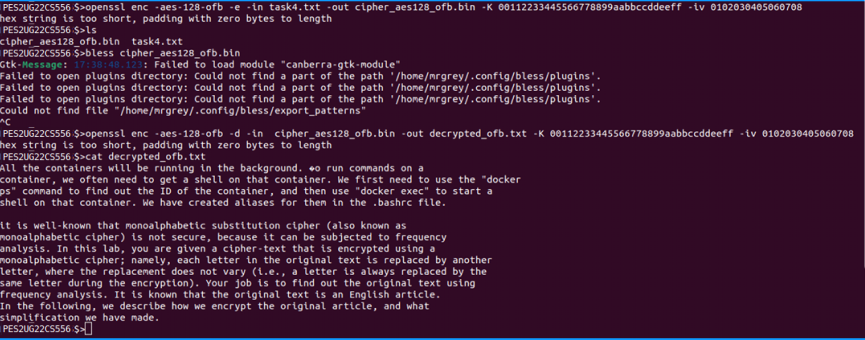 PES2UG22CS556:$>openssl enc -aes-128-ofb -e -in task4.txt -out cipher_aes128_ofb.bin -K 00112233445566778899aabbccddeeff -iv 0102030405060708
hex string is too short, padding with zero bytes to length
PES2UG22CS556:$>ls
cipher_aes128_ofb.bin  task4.txt
PES2UG22CS556:$>bless cipher_aes128_ofb.bin
Gtk-Message: 17:38:48.123: Failed to load module "canberra-gtk-module"
Failed to open plugins directory: Could not find a part of the path '/home/mrgrey/.config/bless/plugins'.
Failed to open plugins directory: Could not find a part of the path '/home/mrgrey/.config/bless/plugins'.
Failed to open plugins directory: Could not find a part of the path '/home/mrgrey/.config/bless/plugins'.
Could not find file "/home/mrgrey/.config/bless/export_patterns"
^C
PES2UG22CS556:$>openssl enc -aes-128-ofb -d -in  cipher_aes128_ofb.bin -out decrypted_ofb.txt -K 00112233445566778899aabbccddeeff -iv 0102030405060708
hex string is too short, padding with zero bytes to length
PES2UG22CS556:$>cat decrypted_ofb.txt
All the containers will be running in the background. �o run commands on a
container, we often need to get a shell on that container. We first need to use the "docker
ps" command to find out the ID of the container, and then use "docker exec" to start a
shell on that container. We have created aliases for them in the .bashrc file.
it is well-known that monoalphabetic substitution cipher (also known as
monoalphabetic cipher) is not secure, because it can be subjected to frequency
analysis. In this lab, you are given a cipher-text that is encrypted using a
monoalphabetic cipher; namely, each letter in the original text is replaced by another
letter, where the replacement does not vary (i.e., a letter is always replaced by the
same letter during the encryption). Your job is to find out the original text using
frequency analysis. It is known that the original text is an English article.
In the following, we describe how we encrypt the original article, and what
simplification we have made.
PES2UG22CS556:$>